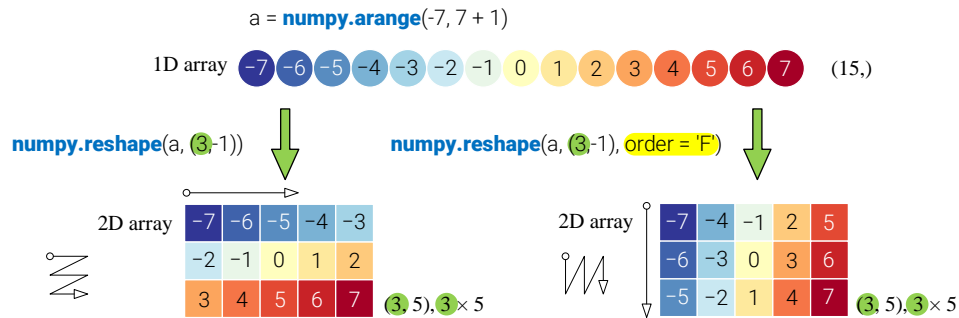 a = numpy.arange(-7, 7 + 1)
1D array −7 −6 −5 −4 −3 −2 −1 0 1 2 3 4 5 6 7 (15,)
numpy.reshape(a, (3,-1))
numpy.reshape(a, (3,-1), order = 'F')
2D array
−7 −6 −5 −4 −3
−2 −1 0 1 2
3 4 5 6 7
(3, 5), 3 × 5
2D array
−7 −4 −1 2 5
−6 −3 0 3 6
−5 −2 1 4 7
(3, 5), 3 × 5